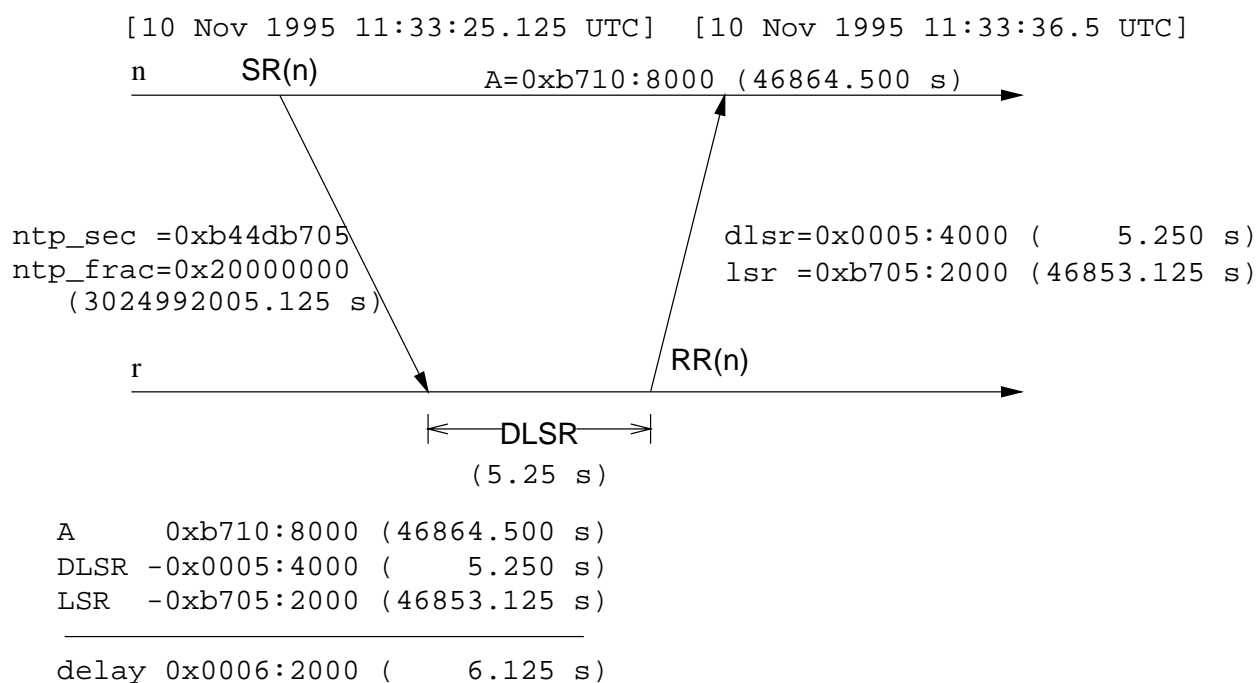 [10 Nov 1995 11:33:25.125 UTC] [10 Nov 1995 11:33:36.5 UTC]
n SR(n) A=0xb710:8000 (46864.500 s)
ntp_sec =0xb44db705 dlsr=0x0005:4000 ( 5.250 s)
ntp_frac=0x20000000 lsr =0xb705:2000 (46853.125 s)
(3024992005.125 s)
r RR(n)
DLSR
(5.25 s)
A 0xb710:8000 (46864.500 s)
DLSR -0x0005:4000 ( 5.250 s)
LSR -0xb705:2000 (46853.125 s)
delay 0x0006:2000 ( 6.125 s)